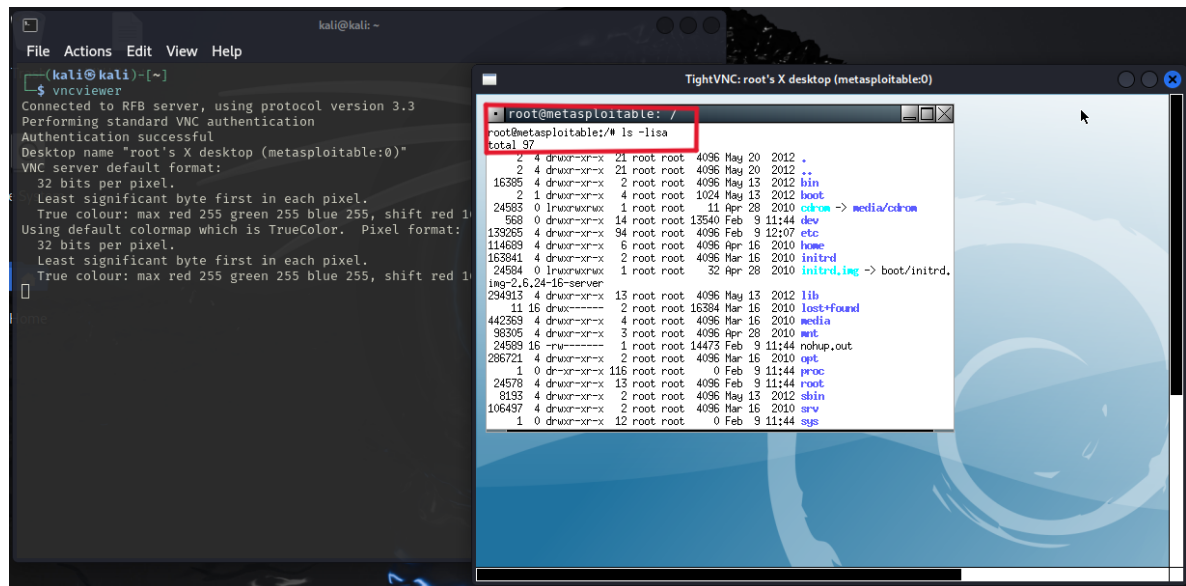 kali@kali: ~
File Actions Edit View Help
┌──(kali㉿kali)-[~]
└─$ vncviewer
Connected to RFB server, using protocol version 3.3
Performing standard VNC authentication
Authentication successful
Desktop name "root's X desktop (metasploitable:0)"
VNC server default format:
  32 bits per pixel.
  Least significant byte first in each pixel.
  True colour: max red 255 green 255 blue 255, shift red 1
Using default colormap which is TrueColor.  Pixel format:
  32 bits per pixel.
  Least significant byte first in each pixel.
  True colour: max red 255 green 255 blue 255, shift red 1
Home
TightVNC: root's X desktop (metasploitable:0)
root@metasploitable: /
root@metasploitable:/# ls -lisa
total 97
     2  4 drwxr-xr-x  21 root root  4096 May 20  2012 .
     2  4 drwxr-xr-x  21 root root  4096 May 20  2012 ..
 16385  4 drwxr-xr-x   2 root root  4096 May 13  2012 bin
     2  1 drwxr-xr-x   4 root root  1024 May 13  2012 boot
 24583  0 lrwxrwxrwx   1 root root    11 Apr 28  2010 cdrom -> media/cdrom
   568  0 drwxr-xr-x  14 root root 13540 Feb  9 11:44 dev
139265  4 drwxr-xr-x  94 root root  4096 Feb  9 12:07 etc
114689  4 drwxr-xr-x   6 root root  4096 Apr 16  2010 home
163841  4 drwxr-xr-x   2 root root  4096 Mar 16  2010 initrd
 24584  0 lrwxrwxrwx   1 root root    32 Apr 28  2010 initrd.img -> boot/initrd.
img-2.6.24-16-server
294913  4 drwxr-xr-x  13 root root  4096 May 13  2012 lib
    11 16 drwx------   2 root root 16384 Mar 16  2010 lost+found
442369  4 drwxr-xr-x   4 root root  4096 Mar 16  2010 media
 98305  4 drwxr-xr-x   3 root root  4096 Apr 28  2010 mnt
 24589 16 -rw-------   1 root root 14473 Feb  9 11:44 nohup.out
286721  4 drwxr-xr-x   2 root root  4096 Mar 16  2010 opt
     1  0 dr-xr-xr-x 116 root root     0 Feb  9 11:44 proc
 24578  4 drwxr-xr-x  13 root root  4096 Feb  9 11:44 root
  8193  4 drwxr-xr-x   2 root root  4096 May 13  2012 sbin
106497  4 drwxr-xr-x   2 root root  4096 Mar 16  2010 srv
     1  0 drwxr-xr-x  12 root root     0 Feb  9 11:44 sys